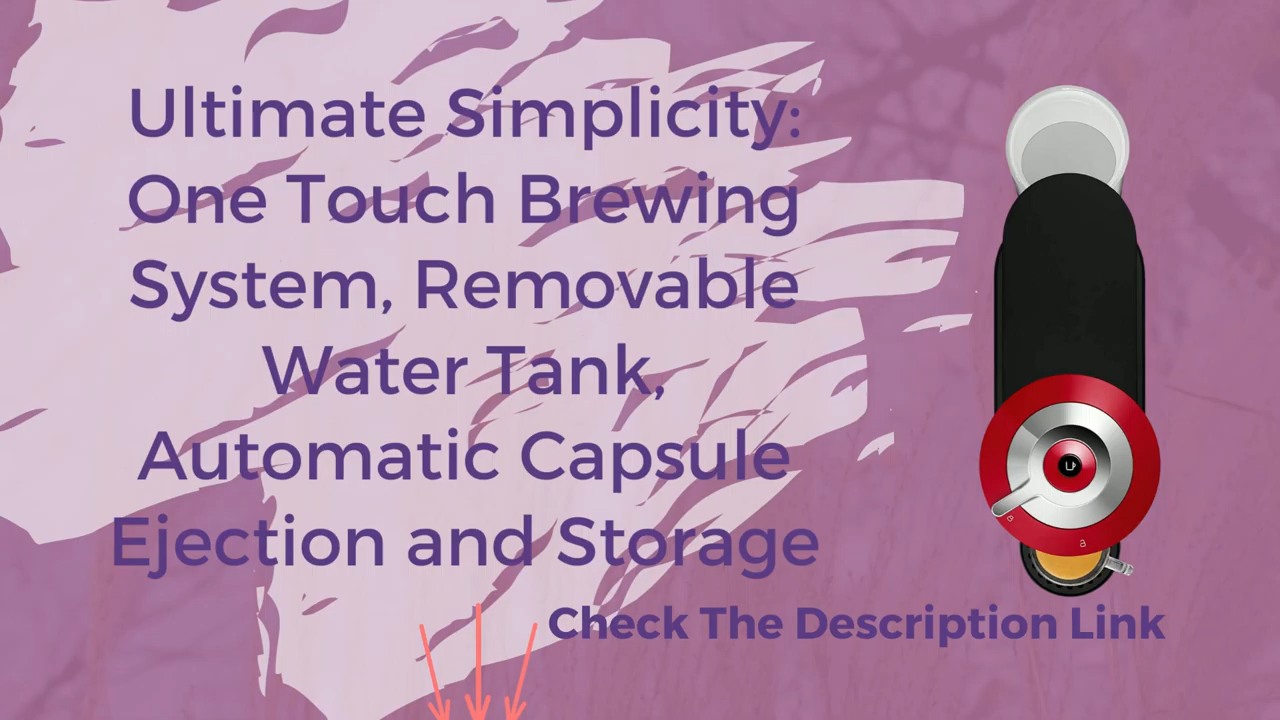 Ultimate Simplicity:
One Touch Brewing
System, Removable
Water Tank,
Automatic Capsule
Ejection and Storage
Check The Description Link